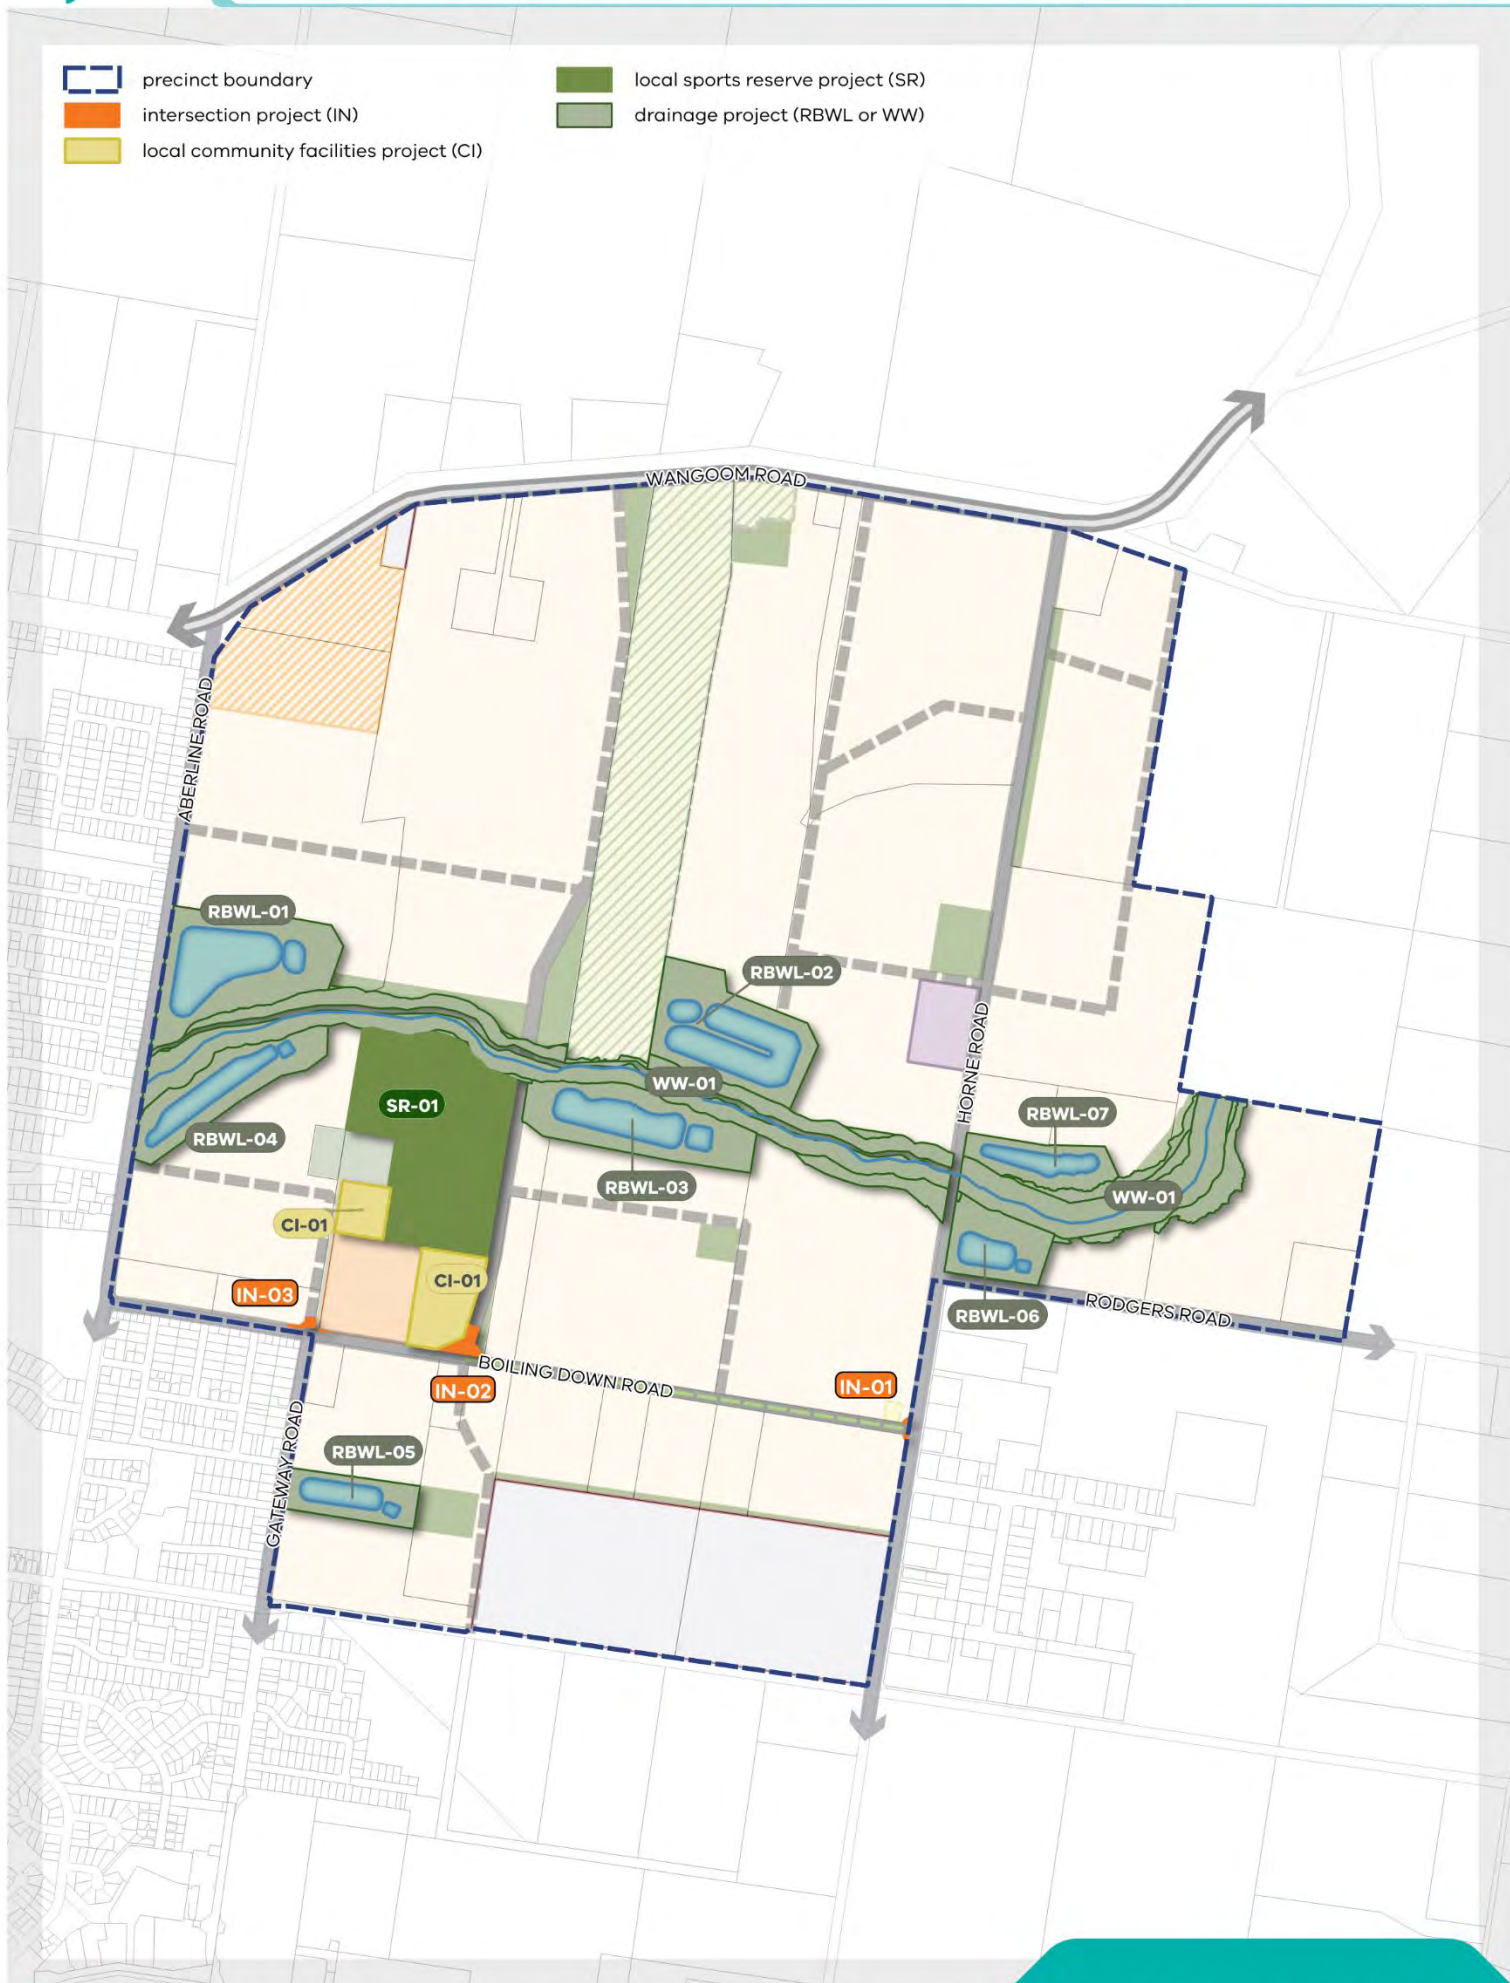 precinct boundary
intersection project (IN)
local community facilities project (CI)
local sports reserve project (SR)
drainage project (RBWL or WW)
WANGOOM ROAD
ABERLINE ROAD
RBWL-01
RBWL-02
HORNE ROAD
WW-01
SR-01
RBWL-07
RBWL-04
RBWL-03
WW-01
CI-01
CI-01
IN-03
RBWL-06
RODGERS ROAD
BOILING DOWN ROAD
IN-02
IN-01
GATEWAY ROAD
RBWL-05